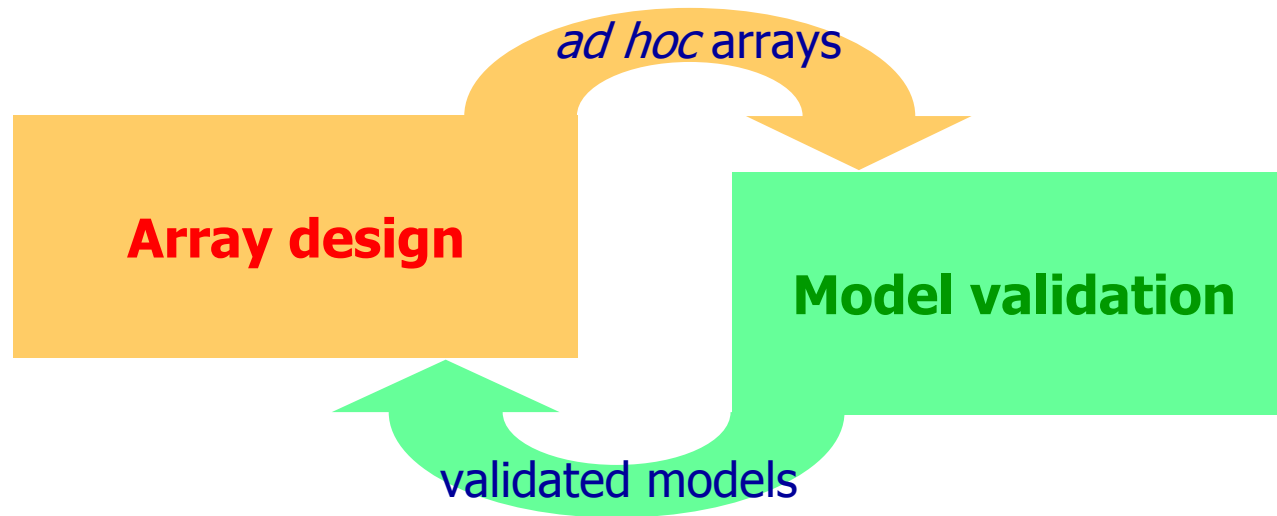 ad hoc arrays
Array design
Model validation
validated models